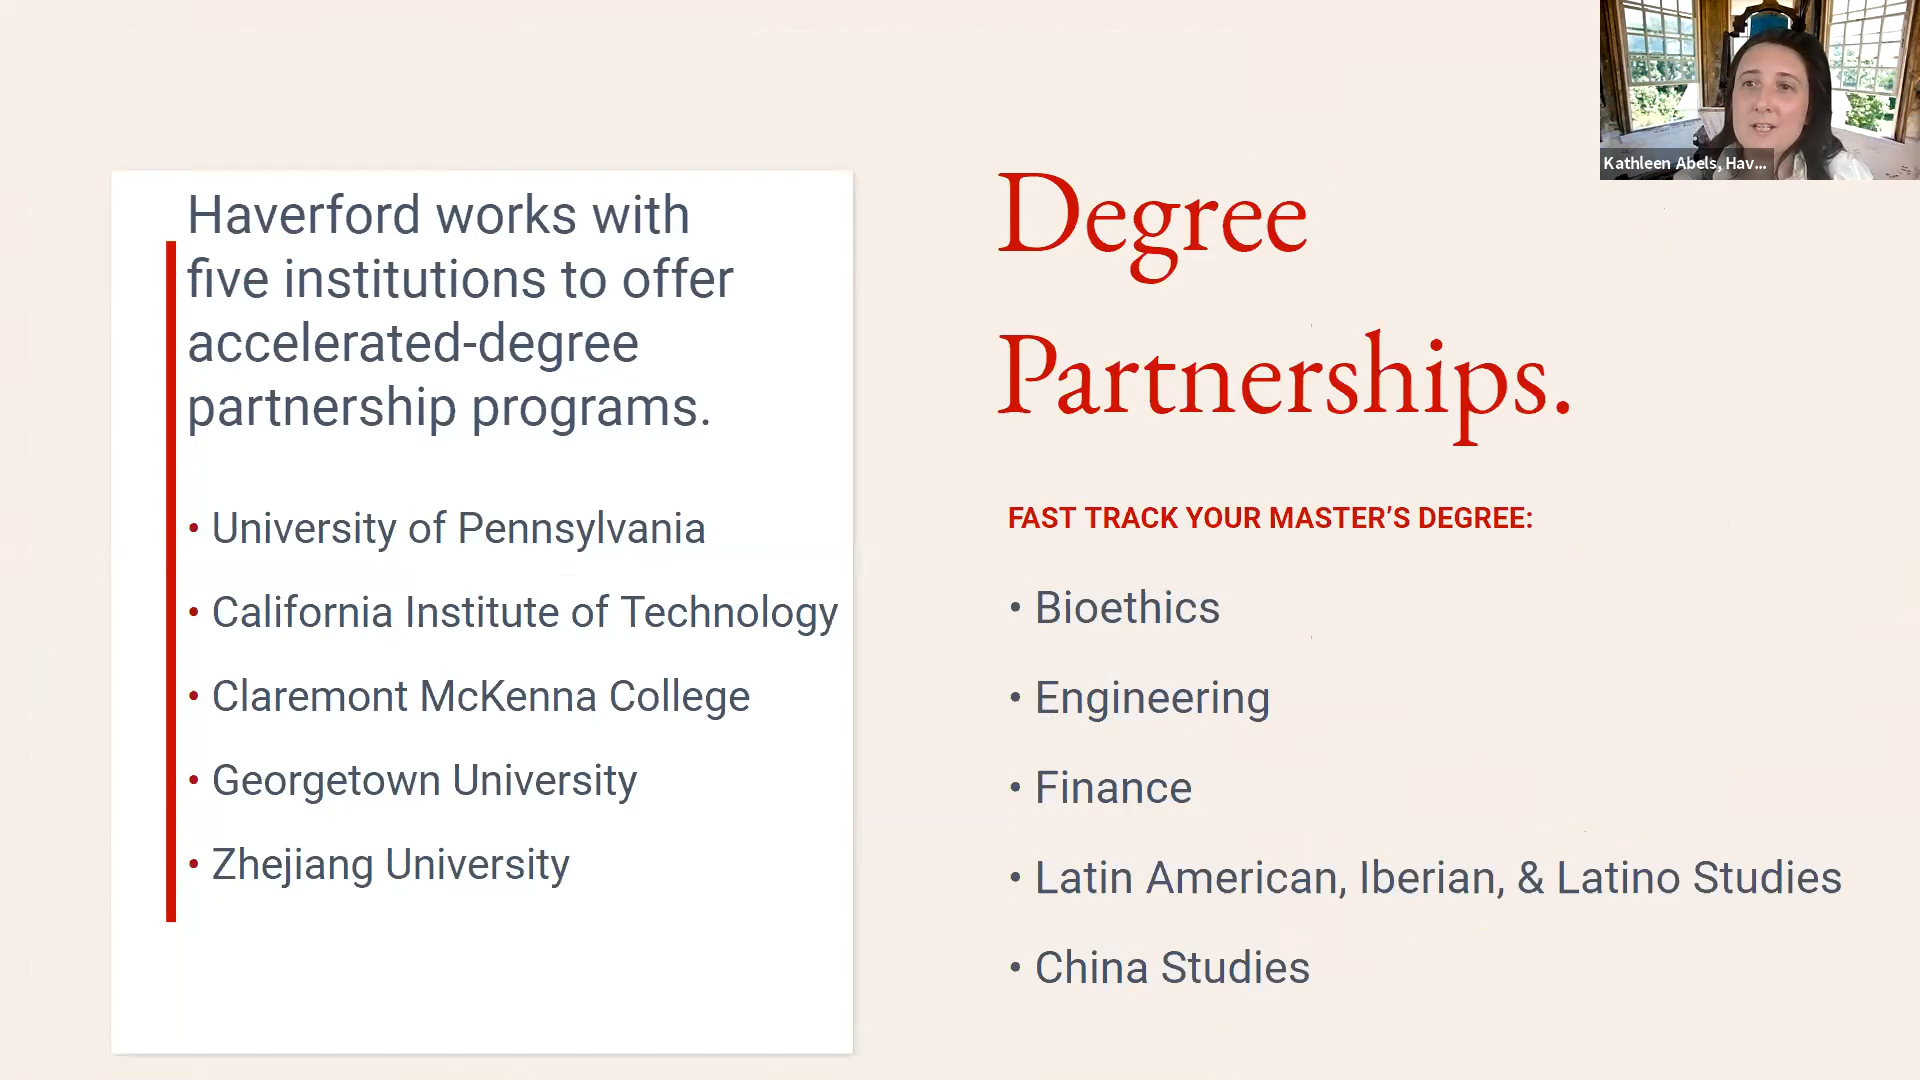 Kathleen Abels, Hav...
Haverford works with
five institutions to offer
accelerated-degree
partnership programs.
• University of Pennsylvania
• California Institute of Technology
• Claremont McKenna College
• Georgetown University
• Zhejiang University
Degree
Partnerships.
FAST TRACK YOUR MASTER’S DEGREE:
• Bioethics
• Engineering
• Finance
• Latin American, Iberian, & Latino Studies
• China Studies